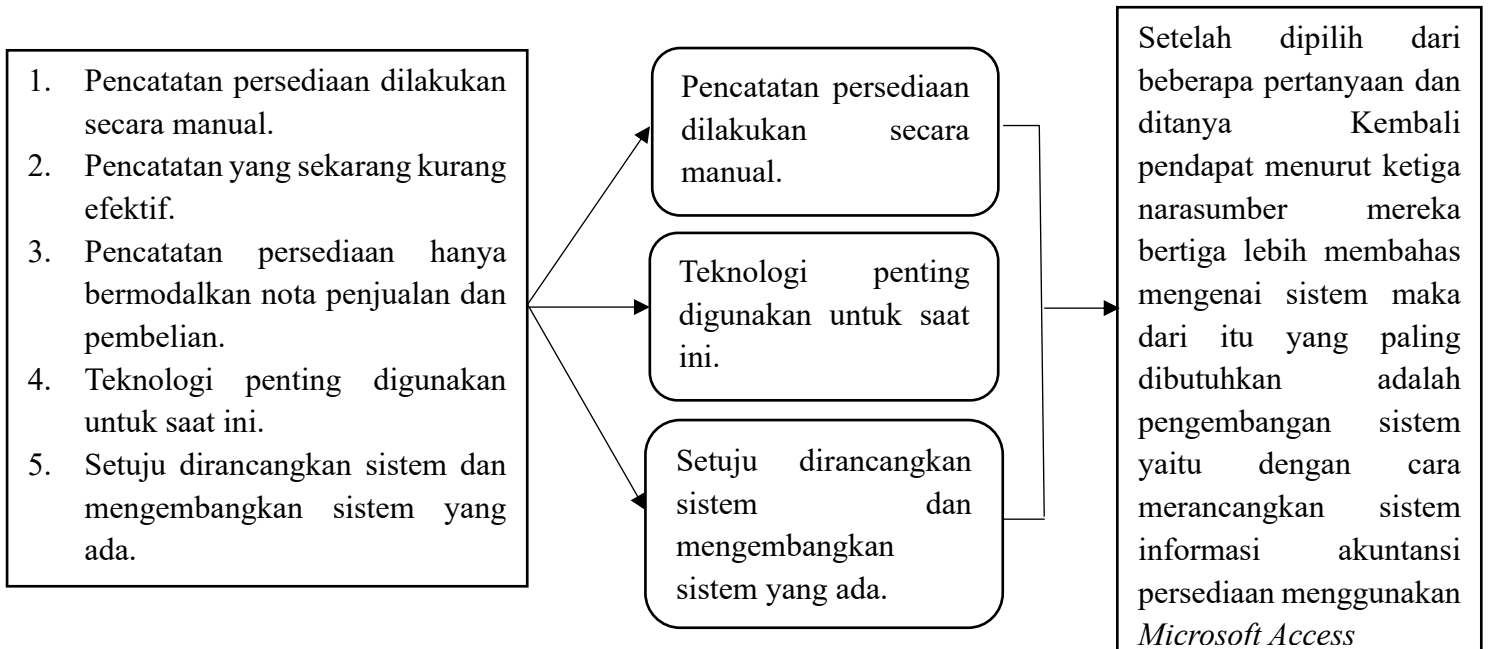 1. Pencatatan persediaan dilakukan
secara manual.
2. Pencatatan yang sekarang kurang
efektif.
3. Pencatatan persediaan hanya
bermodalkan nota penjualan dan
pembelian.
4. Teknologi penting digunakan
untuk saat ini.
5. Setuju dirancangkan sistem dan
mengembangkan sistem yang
ada.
Pencatatan persediaan
dilakukan secara
manual.
Teknologi penting
digunakan untuk saat
ini.
Setuju dirancangkan
sistem dan
mengembangkan
sistem yang ada.
Setelah dipilih dari
beberapa pertanyaan dan
ditanya Kembali
pendapat menurut ketiga
narasumber mereka
bertiga lebih membahas
mengenai sistem maka
dari itu yang paling
dibutuhkan adalah
pengembangan sistem
yaitu dengan cara
merancangkan sistem
informasi akuntansi
persediaan menggunakan
Microsoft Access